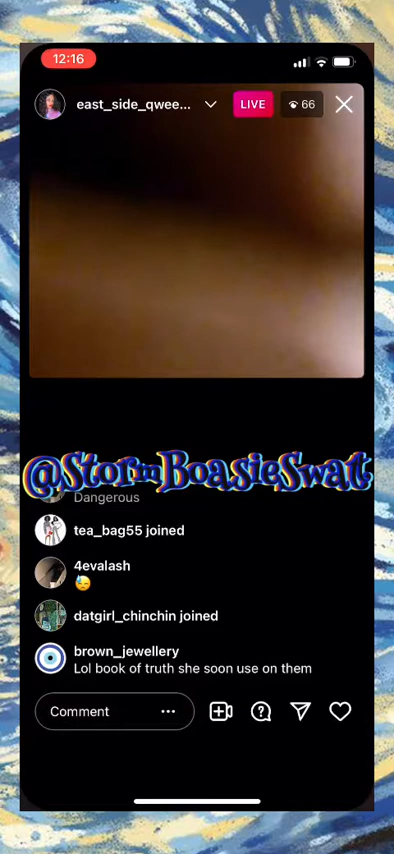 12:16
east_side_qwee...
LIVE
66
@StormBoasieSwat
Dangerous
tea_bag55 joined
4evalash
😓
datgirl_chinchin joined
brown_jewellery
Lol book of truth she soon use on them
Comment